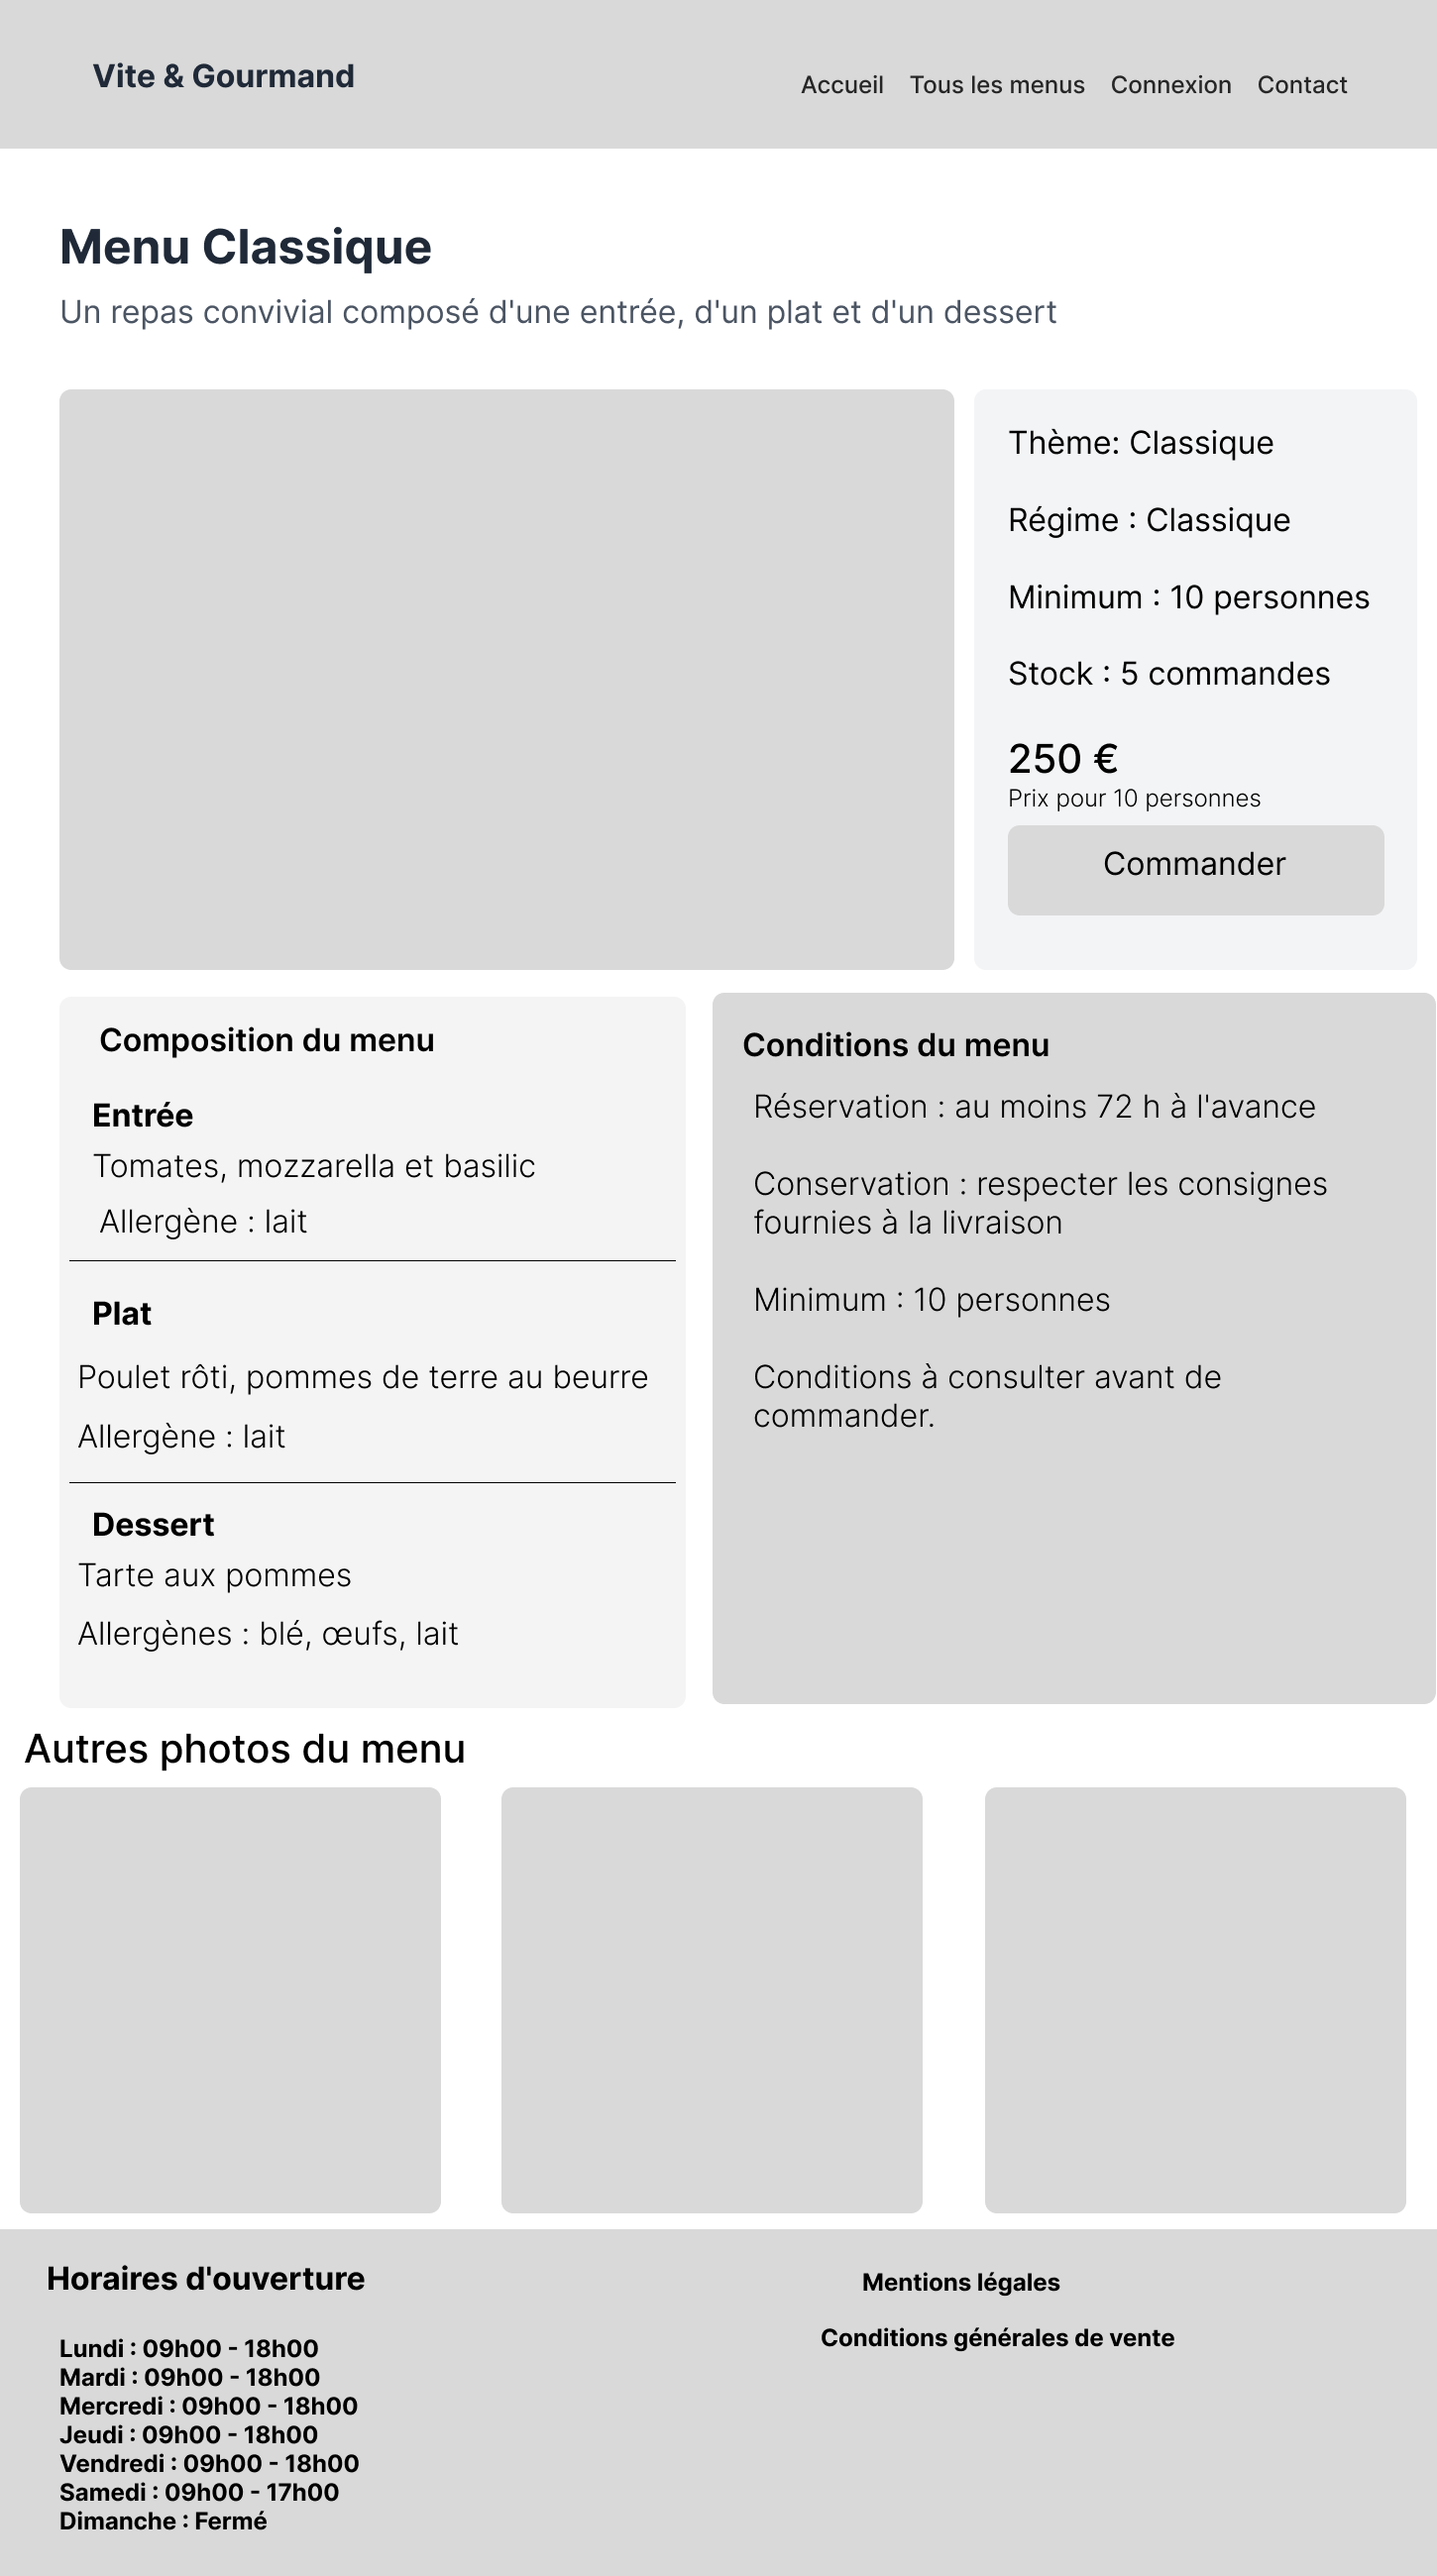 Vite & Gourmand
Accueil Tous les menus Connexion Contact
Menu Classique
Un repas convivial composé d'une entrée, d'un plat et d'un dessert
Thème: Classique
Régime : Classique
Minimum : 10 personnes
Stock : 5 commandes
250 €
Prix pour 10 personnes
Commander
Composition du menu
Entrée
Tomates, mozzarella et basilic
Allergène : lait
Plat
Poulet rôti, pommes de terre au beurre
Allergène : lait
Dessert
Tarte aux pommes
Allergènes : blé, œufs, lait
Conditions du menu
Réservation : au moins 72 h à l'avance
Conservation : respecter les consignes
fournies à la livraison
Minimum : 10 personnes
Conditions à consulter avant de
commander.
Autres photos du menu
Horaires d'ouverture
Lundi : 09h00 - 18h00
Mardi : 09h00 - 18h00
Mercredi : 09h00 - 18h00
Jeudi : 09h00 - 18h00
Vendredi : 09h00 - 18h00
Samedi : 09h00 - 17h00
Dimanche : Fermé
Mentions légales
Conditions générales de vente